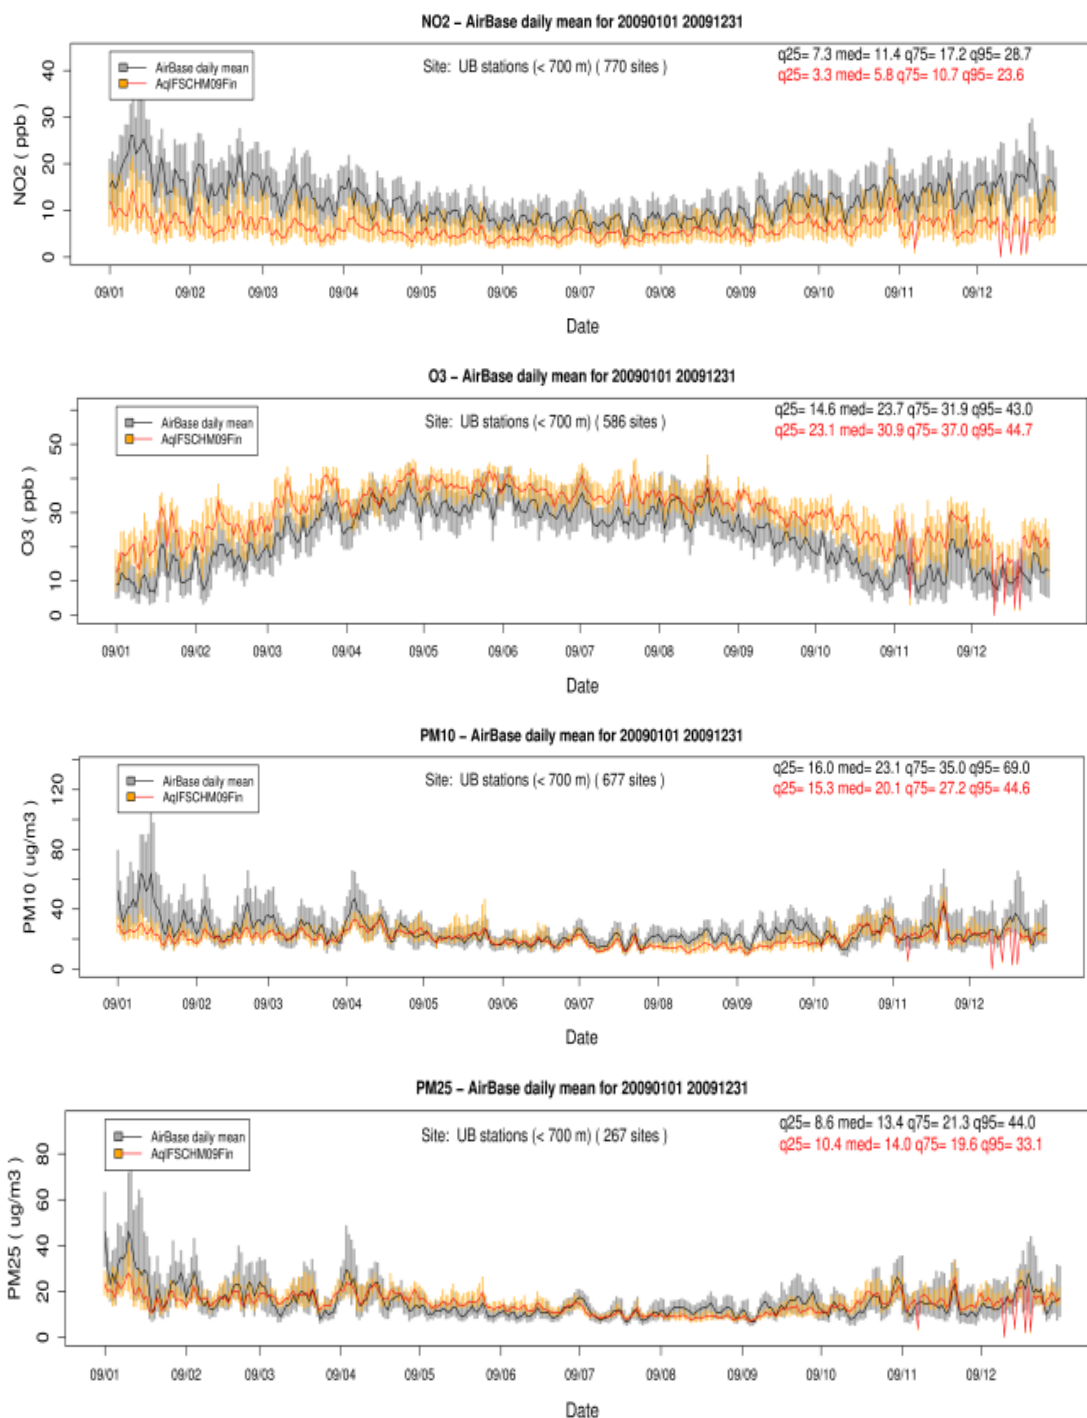 NO2 – AirBase daily mean for 20090101 20091231
AirBase daily mean
AqIFSCHM09Fin
Site: UB stations (< 700 m) ( 770 sites )
q25= 7.3 med= 11.4 q75= 17.2 q95= 28.7
q25= 3.3 med= 5.8 q75= 10.7 q95= 23.6
NO2 ( ppb )
40
30
20
10
0
09/01 09/02 09/03 09/04 09/05 09/06 09/07 09/08 09/09 09/10 09/11 09/12
Date
O3 – AirBase daily mean for 20090101 20091231
AirBase daily mean
AqIFSCHM09Fin
Site: UB stations (< 700 m) ( 586 sites )
q25= 14.6 med= 23.7 q75= 31.9 q95= 43.0
q25= 23.1 med= 30.9 q75= 37.0 q95= 44.7
O3 ( ppb )
50
30
10
0
09/01 09/02 09/03 09/04 09/05 09/06 09/07 09/08 09/09 09/10 09/11 09/12
Date
PM10 – AirBase daily mean for 20090101 20091231
AirBase daily mean
AqIFSCHM09Fin
Site: UB stations (< 700 m) ( 677 sites )
q25= 16.0 med= 23.1 q75= 35.0 q95= 69.0
q25= 15.3 med= 20.1 q75= 27.2 q95= 44.6
PM10 ( ug/m3 )
120
80
40
0
09/01 09/02 09/03 09/04 09/05 09/06 09/07 09/08 09/09 09/10 09/11 09/12
Date
PM25 – AirBase daily mean for 20090101 20091231
AirBase daily mean
AqIFSCHM09Fin
Site: UB stations (< 700 m) ( 267 sites )
q25= 8.6 med= 13.4 q75= 21.3 q95= 44.0
q25= 10.4 med= 14.0 q75= 19.6 q95= 33.1
PM25 ( ug/m3 )
80
60
40
20
0
09/01 09/02 09/03 09/04 09/05 09/06 09/07 09/08 09/09 09/10 09/11 09/12
Date